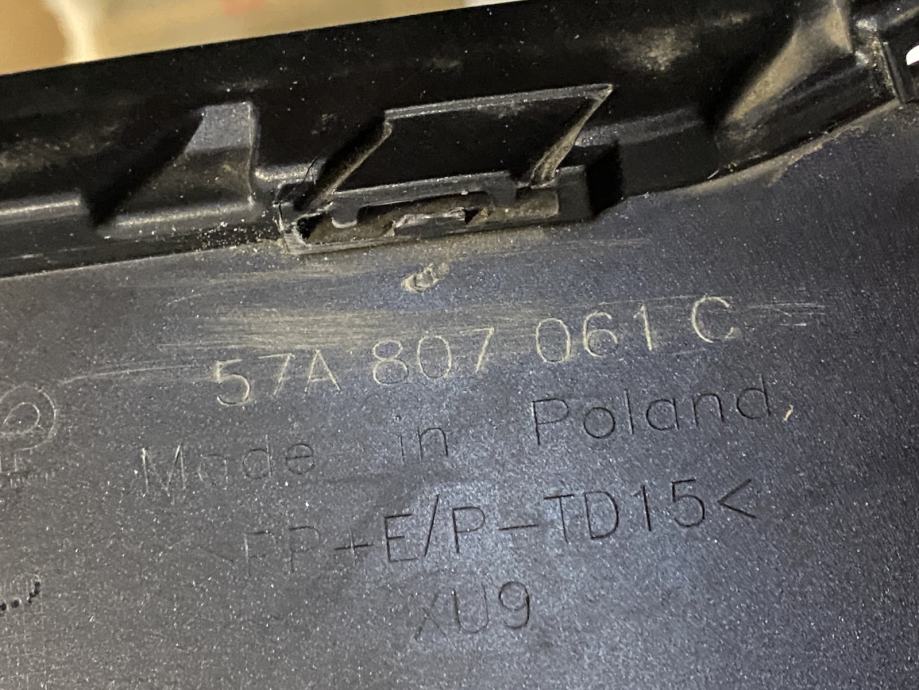 57A 807 061 C
Made in Poland
>PP+E/P-TD15<
XU9